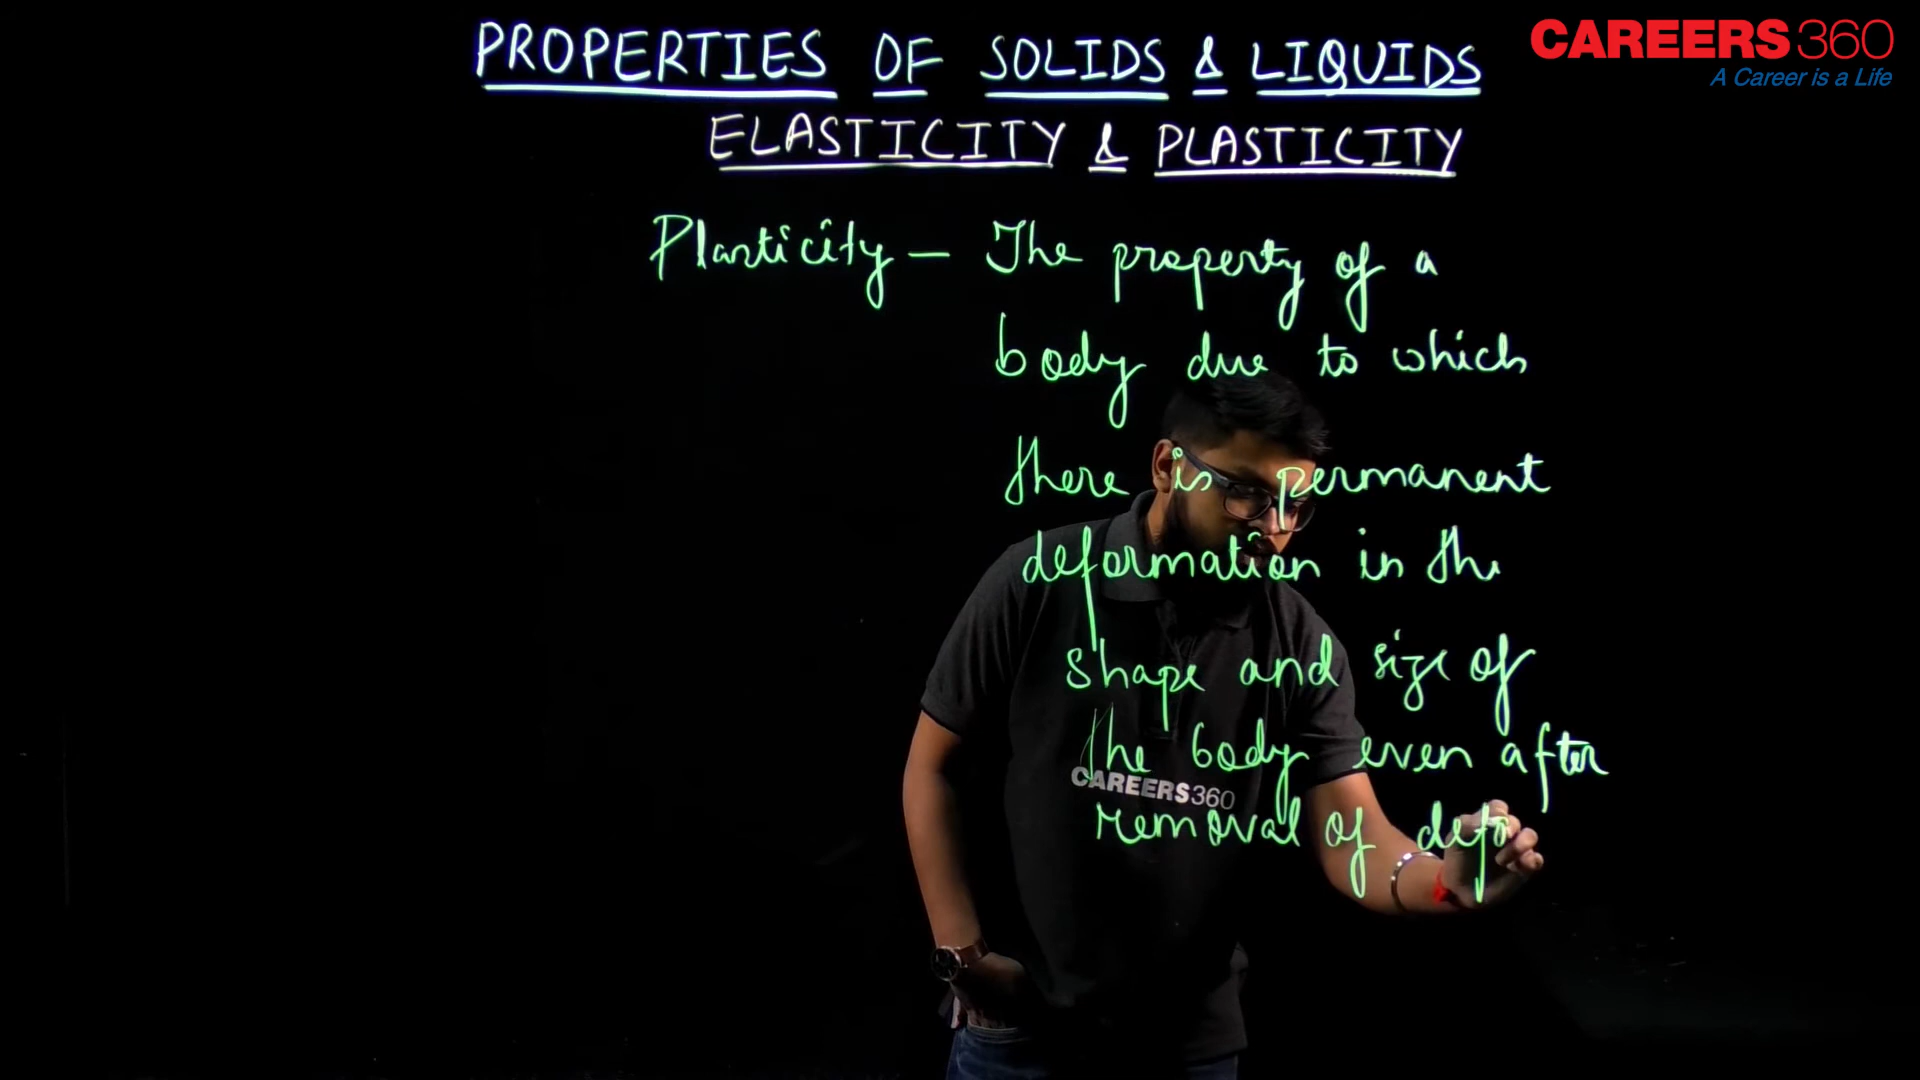 CAREERS360
A Career is a Life
PROPERTIES OF SOLIDS & LIQUIDS
ELASTICITY & PLASTICITY
Plasticity – The property of a
body due to which
there is permanent
deformation in the
shape and size of
the body even after
removal of defo
CAREERS360